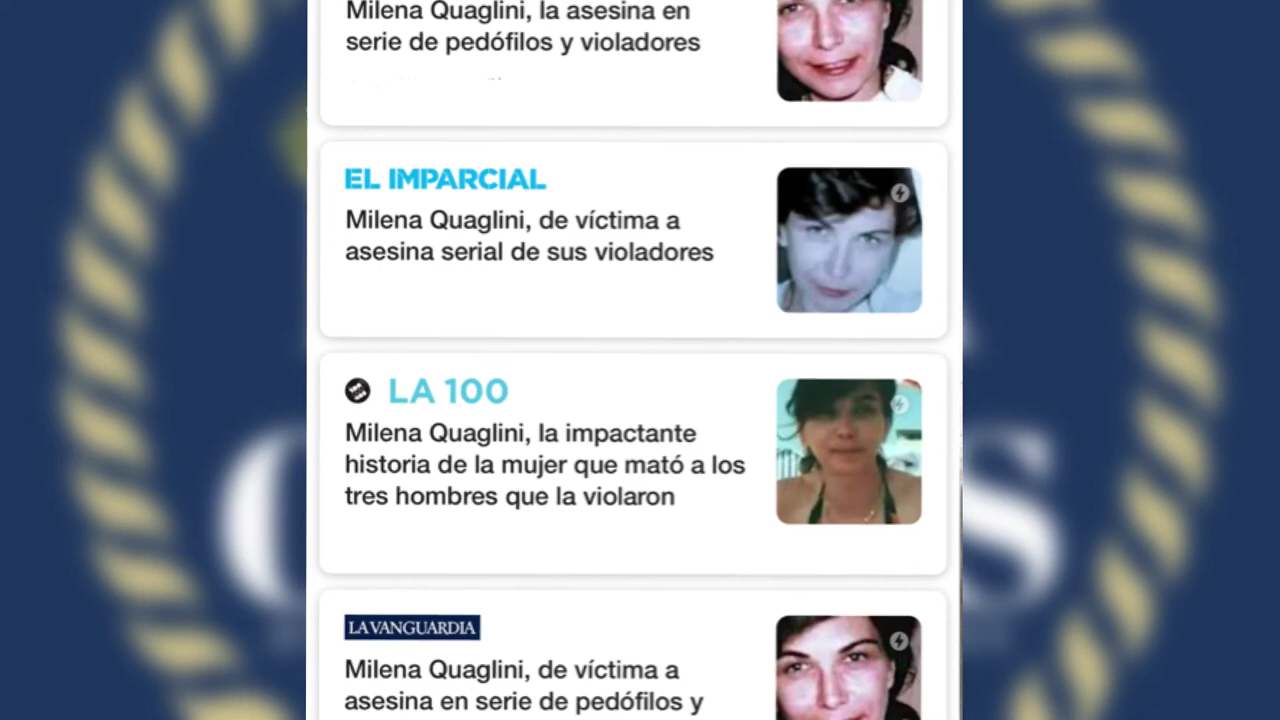 Milena Quaglini, la asesina en
serie de pedófilos y violadores
EL IMPARCIAL
Milena Quaglini, de víctima a
asesina serial de sus violadores
LA 100
Milena Quaglini, la impactante
historia de la mujer que mató a los
tres hombres que la violaron
LA VANGUARDIA
Milena Quaglini, de víctima a
asesina en serie de pedófilos y